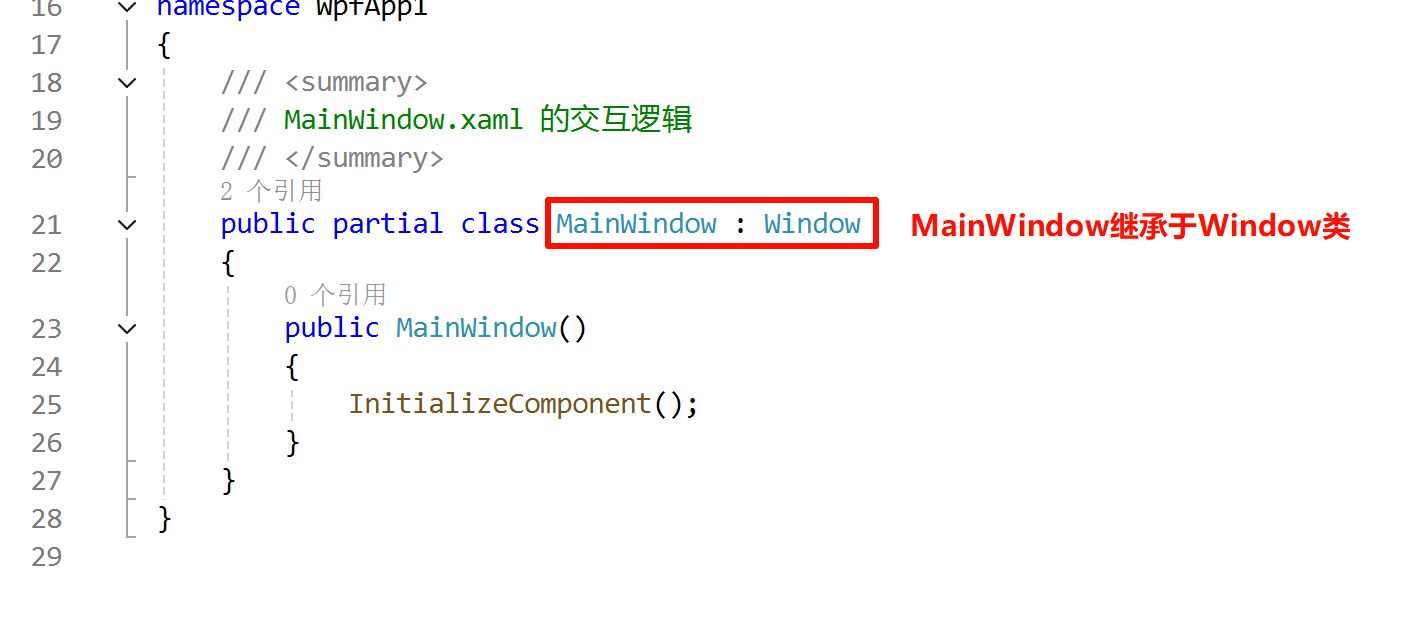 16 namespace WpfApp1
17 {
18 /// <summary>
19 /// MainWindow.xaml 的交互逻辑
20 /// </summary>
2 个引用
21 public partial class MainWindow : Window MainWindow继承于Window类
22 {
0 个引用
23 public MainWindow()
24 {
25 InitializeComponent();
26 }
27 }
28 }
29